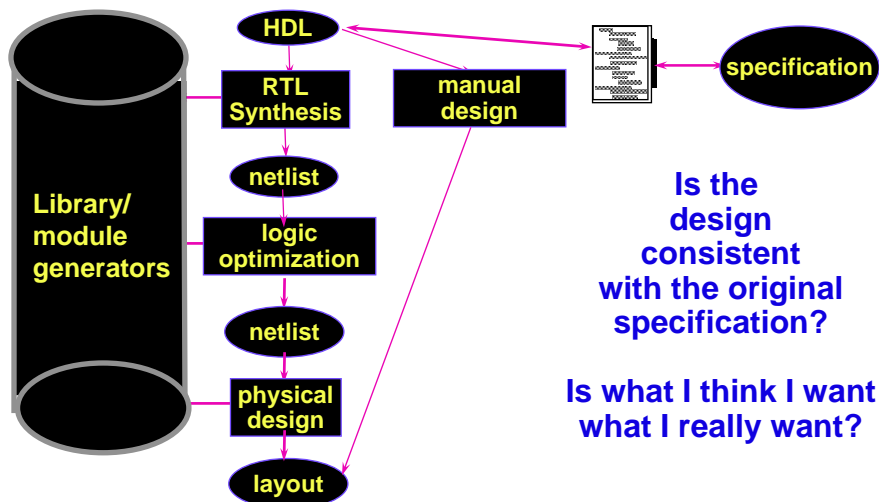 HDL
RTL
Synthesis
manual
design
specification
netlist
Library/
module
generators
logic
optimization
netlist
physical
design
layout
Is the
design
consistent
with the original
specification?
Is what I think I want
what I really want?